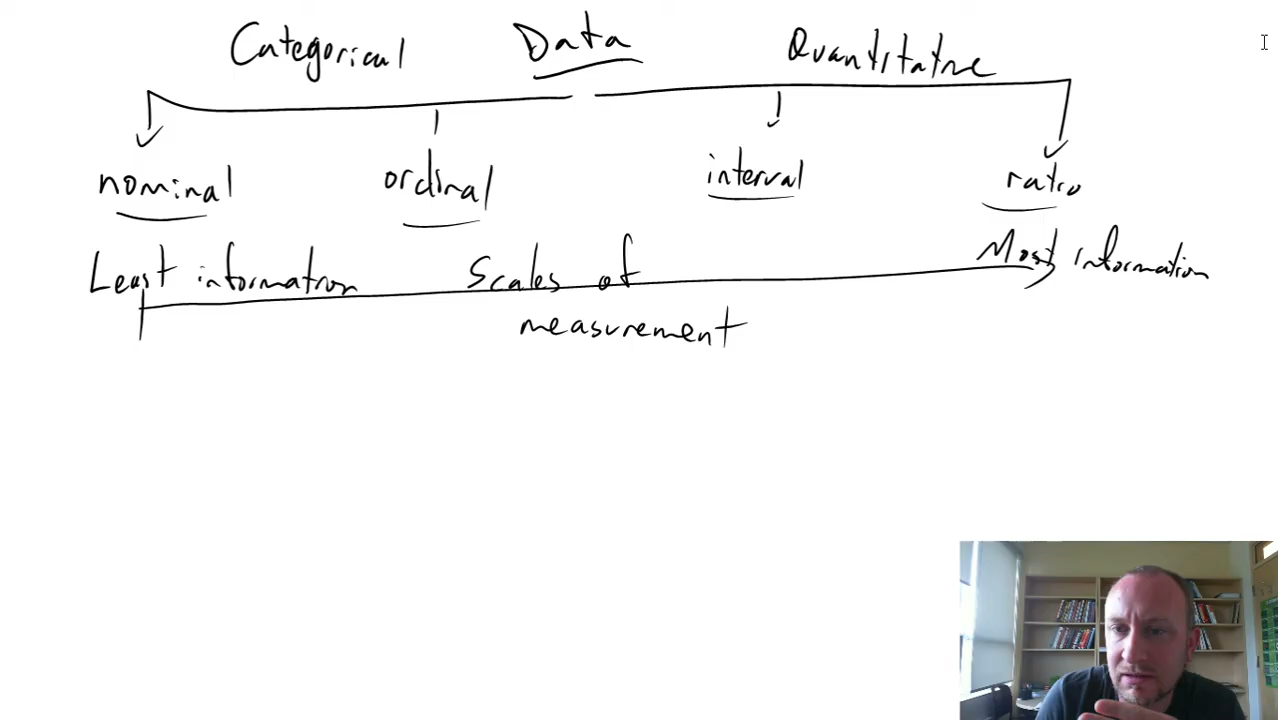 Categorical Data Quantitative
nominal ordinal interval ratio
Least information Scales of Most information
measurement